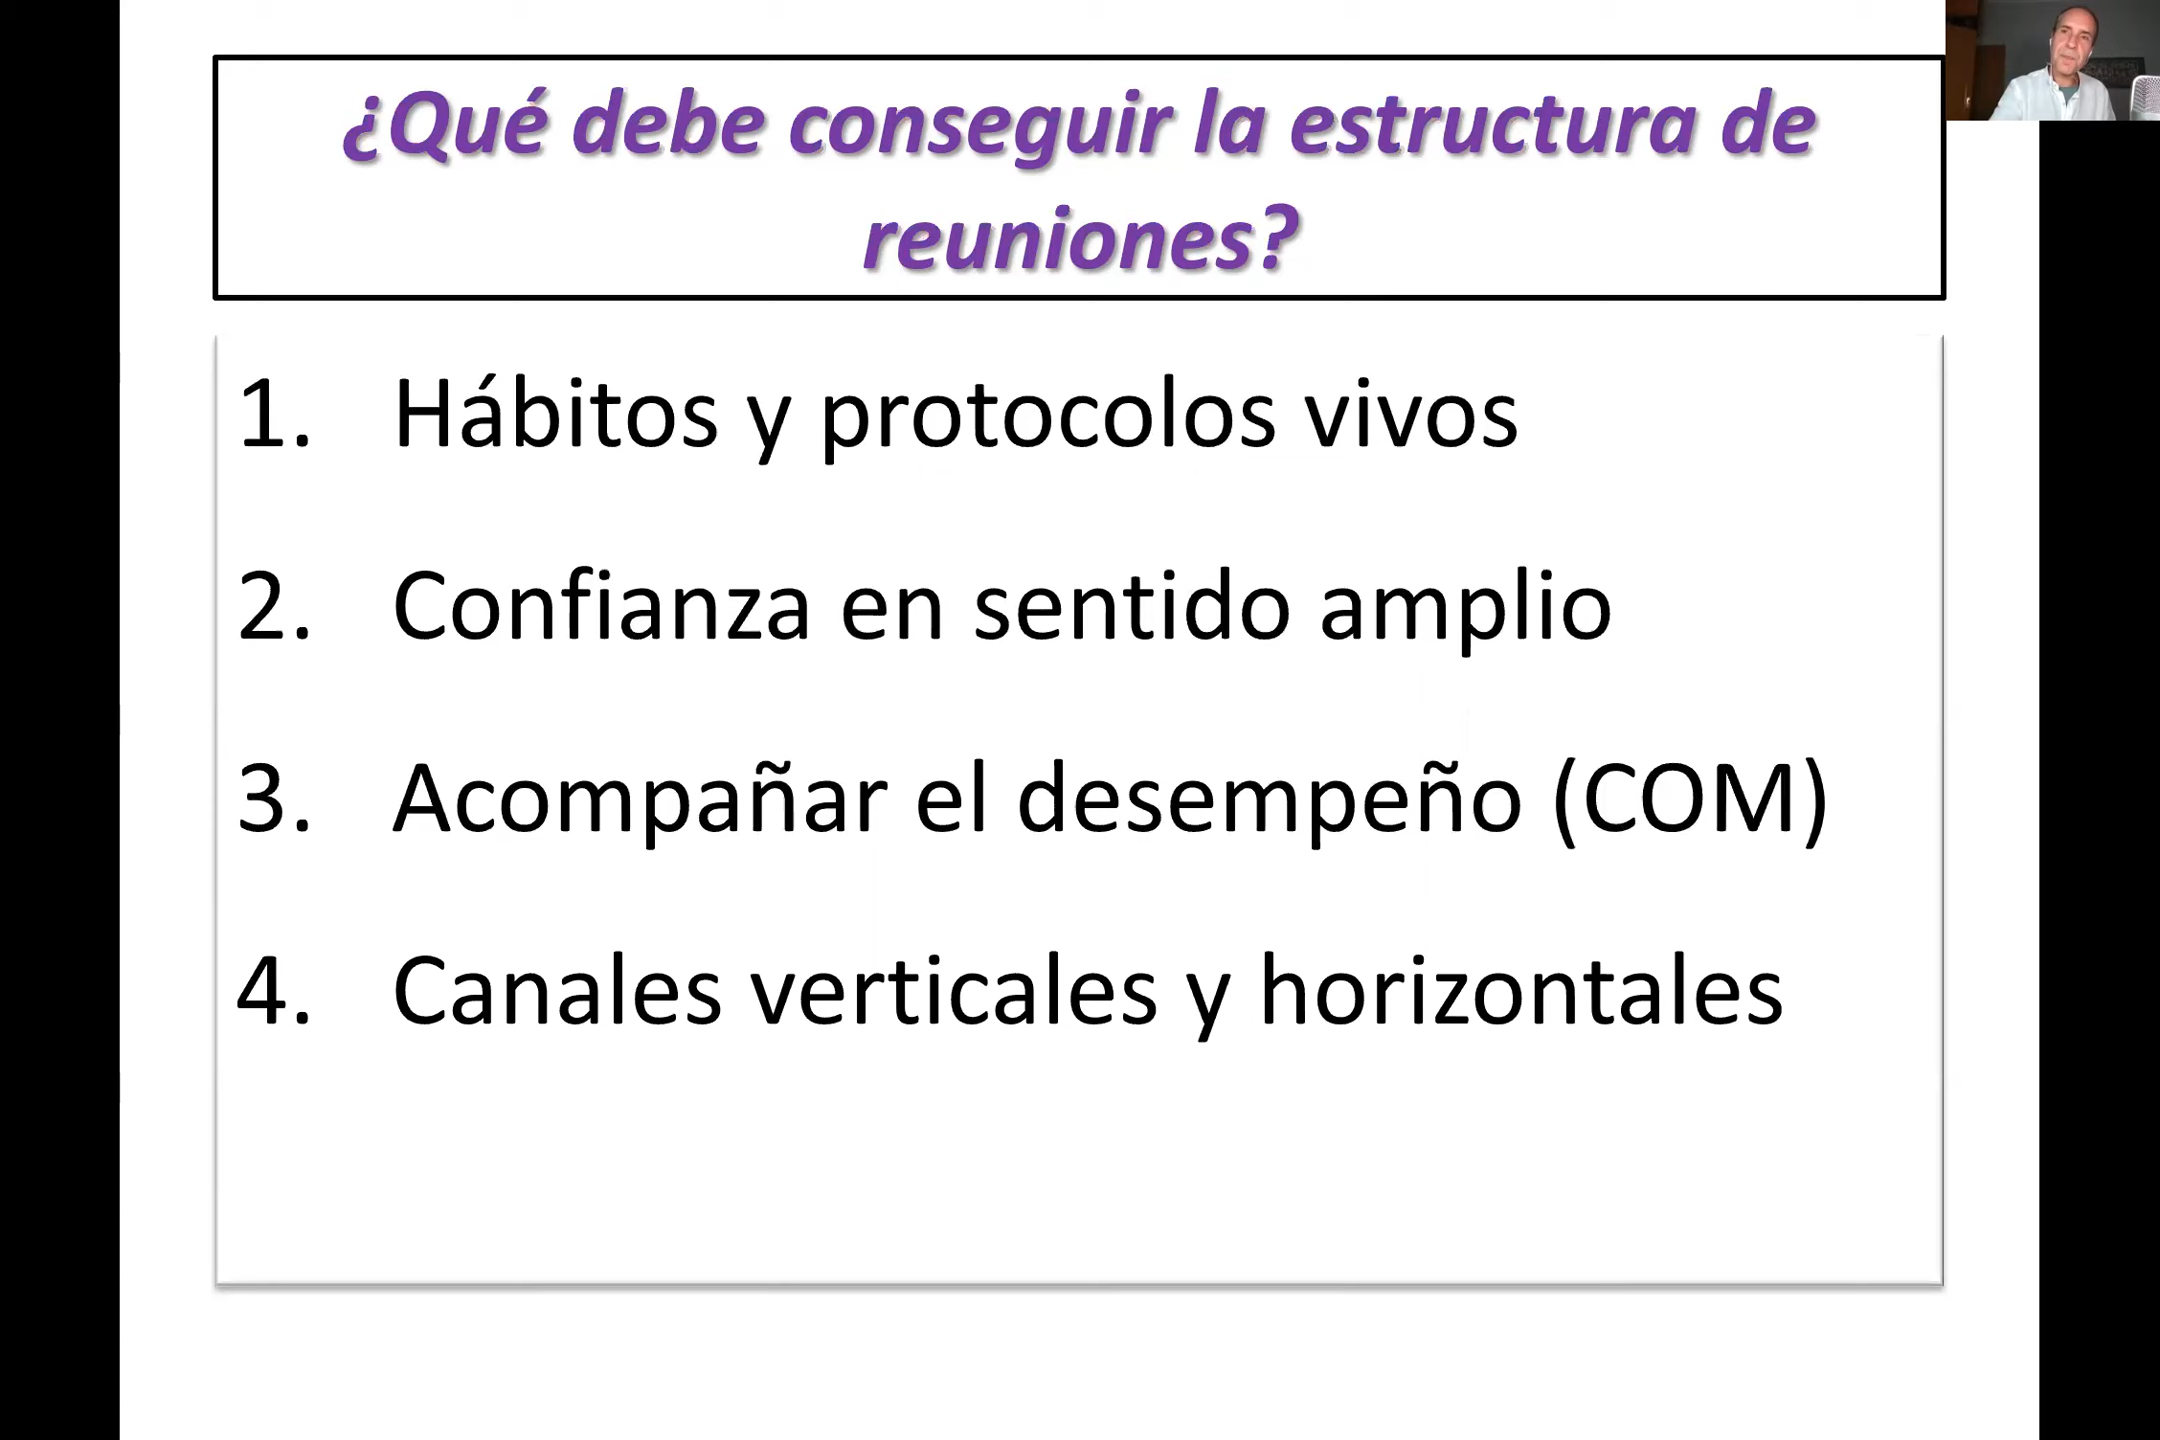 ¿Qué debe conseguir la estructura de
reuniones?
1. Hábitos y protocolos vivos
2. Confianza en sentido amplio
3. Acompañar el desempeño (COM)
4. Canales verticales y horizontales